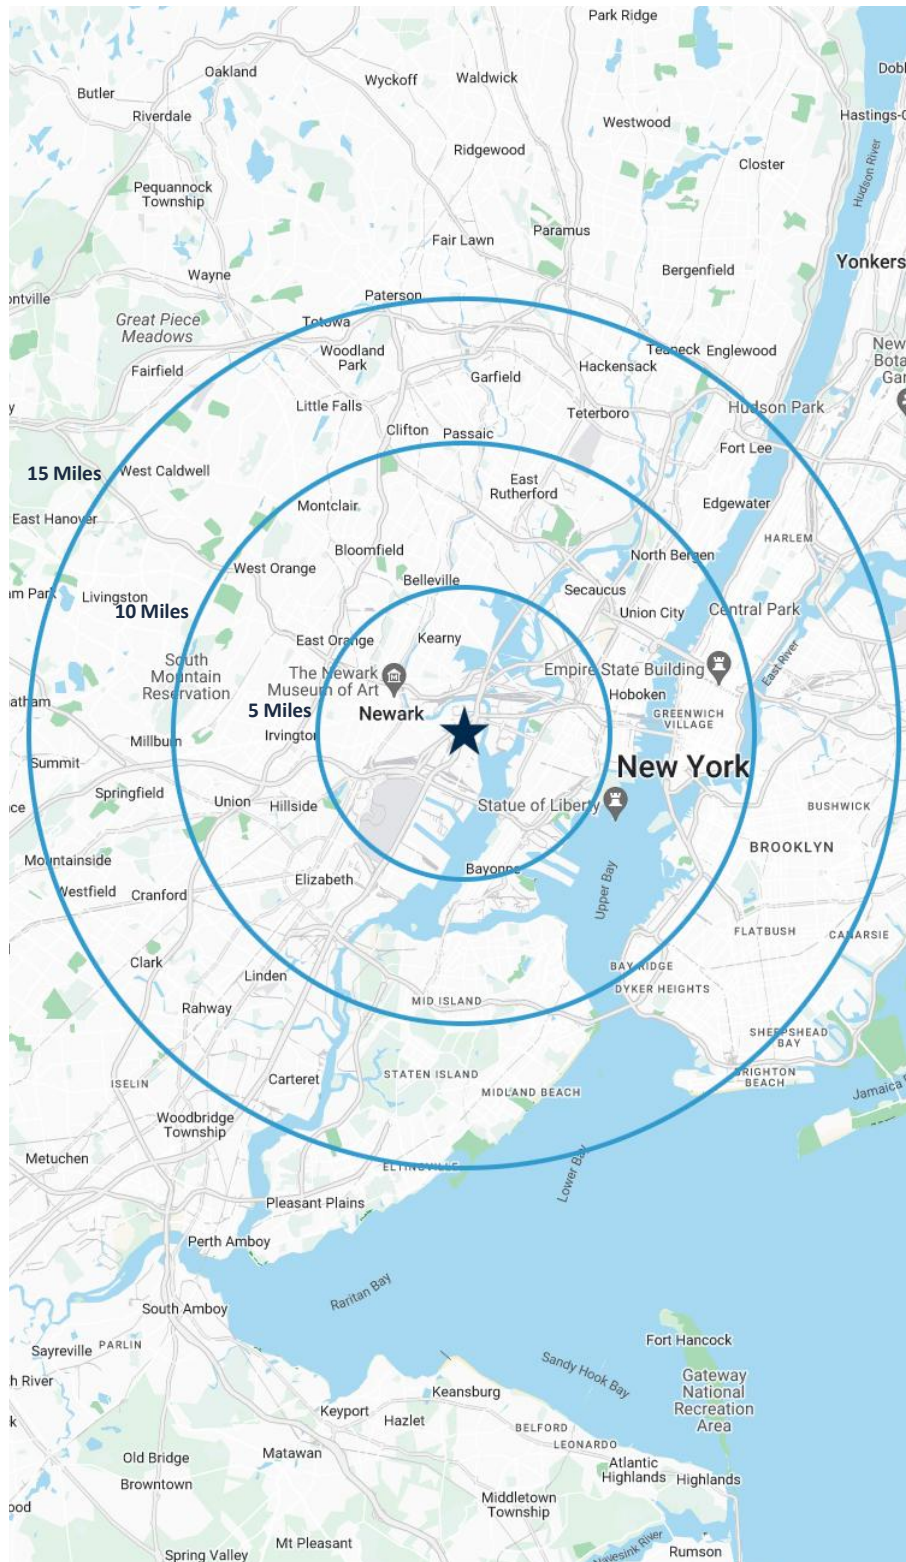 Park Ridge
Oakland
Wyckoff
Waldwick
Butler
Riverdale
Westwood
Hastings-
Ridgewood
Closter
Hudson River
Pequannock
Township
Paramus
Fair Lawn
Yonkers
Bergenfield
Wayne
Paterson
Great Piece
Meadows
Totowa
Woodland
Park
Teaneck
Englewood
Fairfield
Hackensack
Garfield
Little Falls
Teterboro
Hudson Park
Clifton
Passaic
Fort Lee
15 Miles
West Caldwell
East
Rutherford
Montclair
Edgewater
East Hanover
HARLEM
Bloomfield
North Bergen
West Orange
Belleville
Secaucus
Livingston
10 Miles
Union City
Central Park
East Orange
Kearny
East River
South
Mountain
Reservation
The Newark
Museum of Art
Empire State Building
Hoboken
5 Miles
Newark
GREENWICH
VILLAGE
Millburn
Irvington
Summit
New York
Springfield
Union
Hillside
Statue of Liberty
BUSHWICK
BROOKLYN
Mountainside
Bayonne
Elizabeth
Upper Bay
Westfield
Cranford
FLATBUSH
CANARSIE
Clark
Linden
BAY RIDGE
DYKER HEIGHTS
Rahway
MID ISLAND
SHEEPSHEAD
BAY
Carteret
STATEN ISLAND
BRIGHTON
BEACH
ISELIN
MIDLAND BEACH
Jamaica
Woodbridge
Township
Metuchen
ELTINGVILLE
Lower Bay
Pleasant Plains
Perth Amboy
Raritan Bay
South Amboy
Fort Hancock
Sayreville
PARLIN
Sandy Hook Bay
Gateway
National
Recreation
Area
Keansburg
Keyport
Hazlet
BELFORD
LEONARDO
Old Bridge
Matawan
Atlantic
Highlands
Highlands
Browntown
Middletown
Township
Mt Pleasant
Navesink River
Rumson
Spring Valley